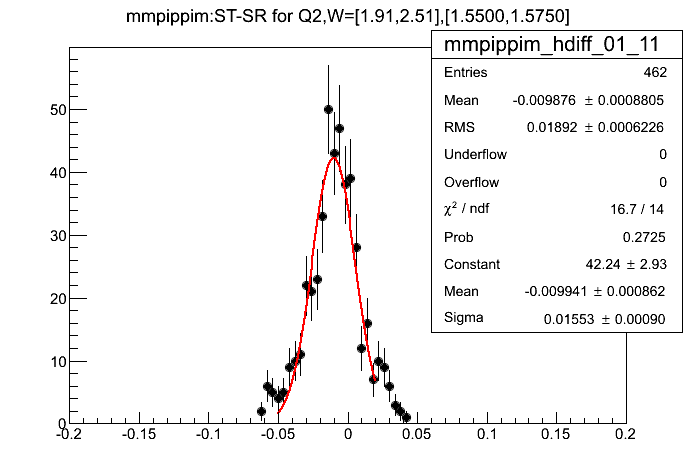 mmpippim:ST-SR for Q2,W=[1.91,2.51],[1.5500,1.5750]
mmpippim_hdiff_01_11
Entries 462
Mean -0.009876 ± 0.0008805
RMS 0.01892 ± 0.0006226
Underflow 0
Overflow 0
χ² / ndf 16.7 / 14
Prob 0.2725
Constant 42.24 ± 2.93
Mean -0.009941 ± 0.000862
Sigma 0.01553 ± 0.00090
50
40
30
20
10
0
-0.2 -0.15 -0.1 -0.05 0 0.05 0.1 0.15 0.2